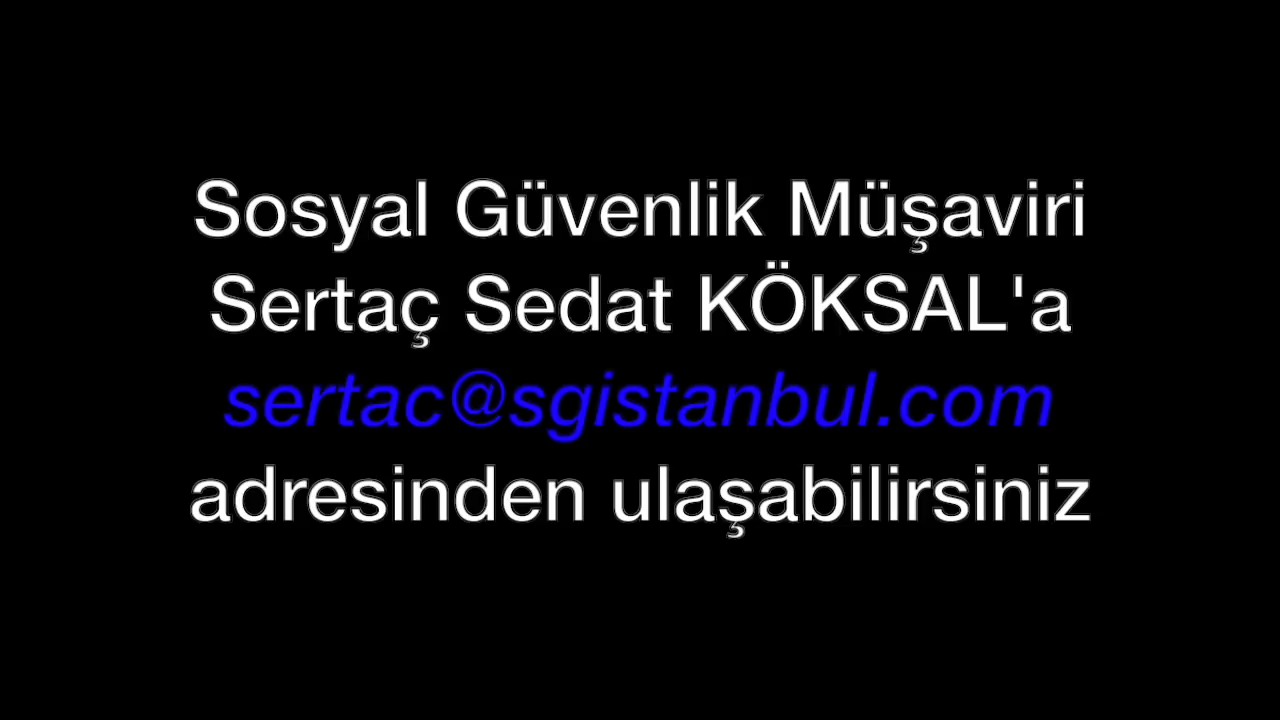 Sosyal Güvenlik Müşaviri
Sertaç Sedat KÖKSAL'a
sertac@sgistanbul.com
adresinden ulaşabilirsiniz